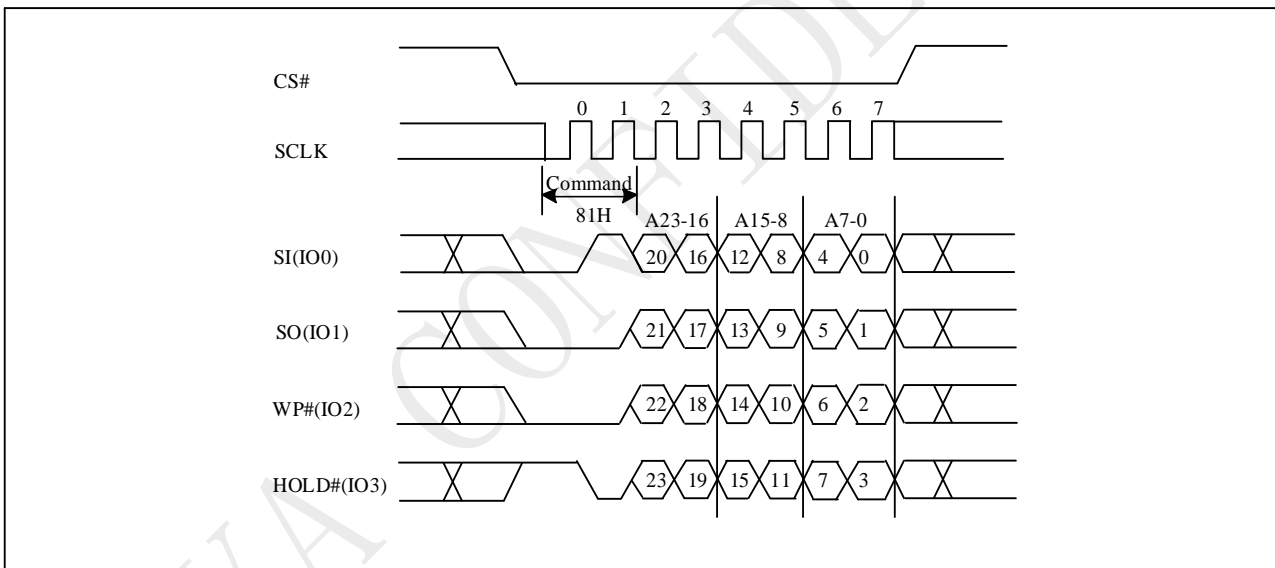 CS#
0 1 2 3 4 5 6 7
SCLK
Command
81H
A23-16 A15-8 A7-0
SI(IO0) 20 16 12 8 4 0
SO(IO1) 21 17 13 9 5 1
WP#(IO2) 22 18 14 10 6 2
HOLD#(IO3) 23 19 15 11 7 3